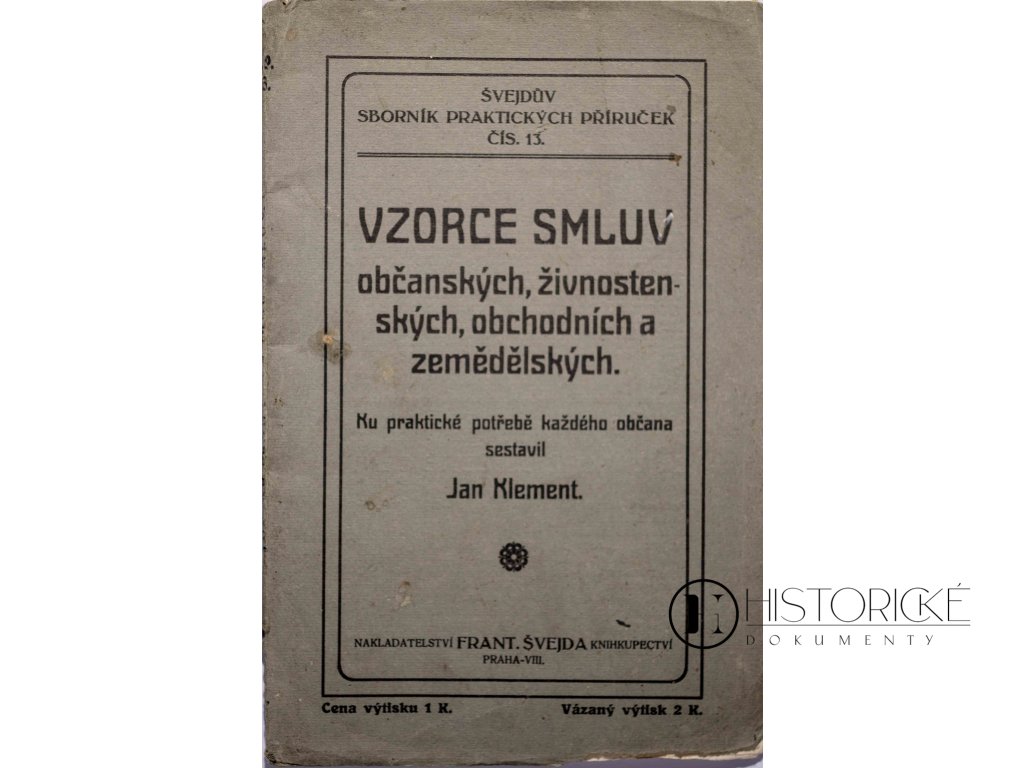 ŠVEJDŮV
SBORNÍK PRAKTICKÝCH PŘÍRUČEK
ČÍS. 13.
VZORCE SMLUV
občanských, živnosten-
ských, obchodních a
zemědělských.
Ku praktické potřebě každého občana
sestavil
Jan Klement.
NAKLADATELSTVÍ FRANT. ŠVEJDA KNIHKUPECTVÍ
PRAHA-VIII.
Cena výtisku 1 K. Vázaný výtisk 2 K.
HISTORICKÉ
DOKUMENTY